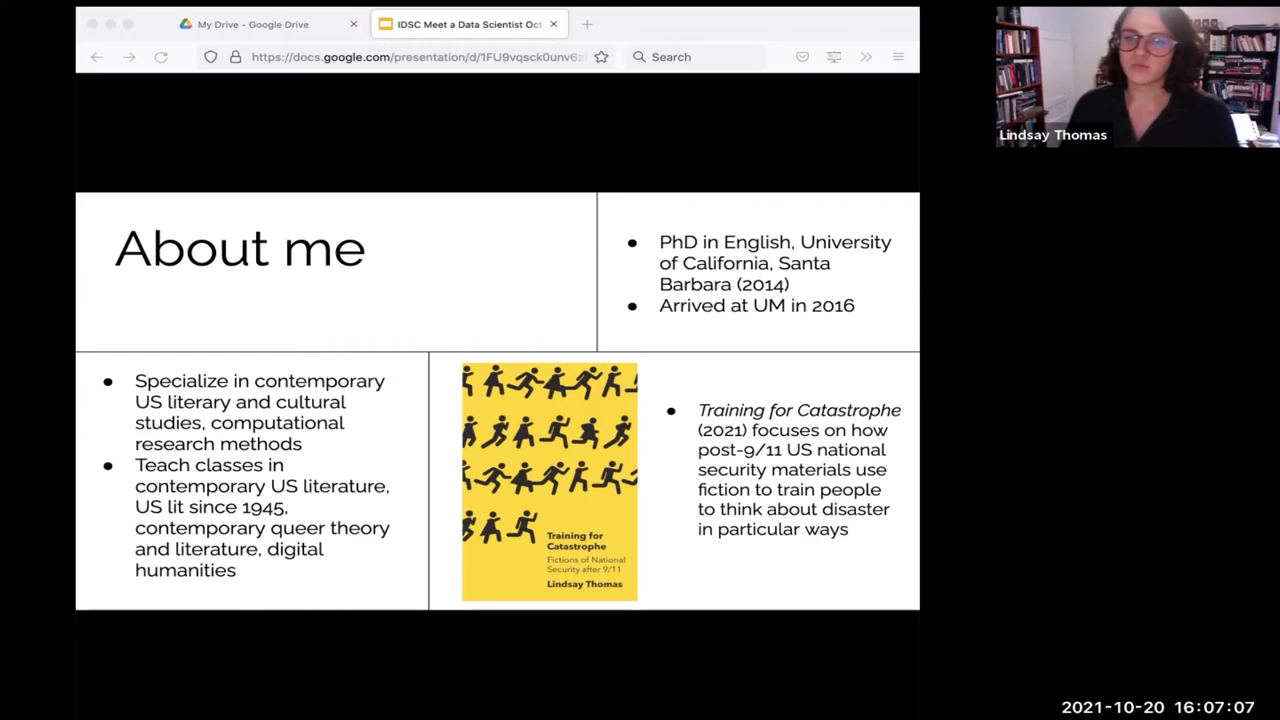 My Drive - Google Drive
IDSC Meet a Data Scientist Oct
https://docs.google.com/presentation/d/1FU9vqsck0unv6z
Search
Lindsay Thomas
About me
● PhD in English, University
of California, Santa
Barbara (2014)
● Arrived at UM in 2016
● Specialize in contemporary
US literary and cultural
studies, computational
research methods
● Teach classes in
contemporary US literature,
US lit since 1945,
contemporary queer theory
and literature, digital
humanities
Training for
Catastrophe
Fictions of National
Security after 9/11
Lindsay Thomas
● Training for Catastrophe
(2021) focuses on how
post-9/11 US national
security materials use
fiction to train people
to think about disaster
in particular ways
2021-10-20 16:07:07